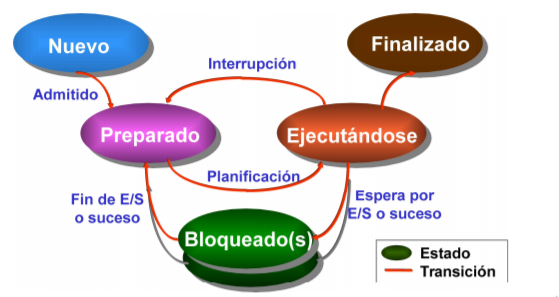 Nuevo
Finalizado
Interrupción
Admitido
Preparado
Ejecutándose
Planificación
Fin de E/S
o suceso
Espera por
E/S o suceso
Bloqueado(s)
Estado
Transición